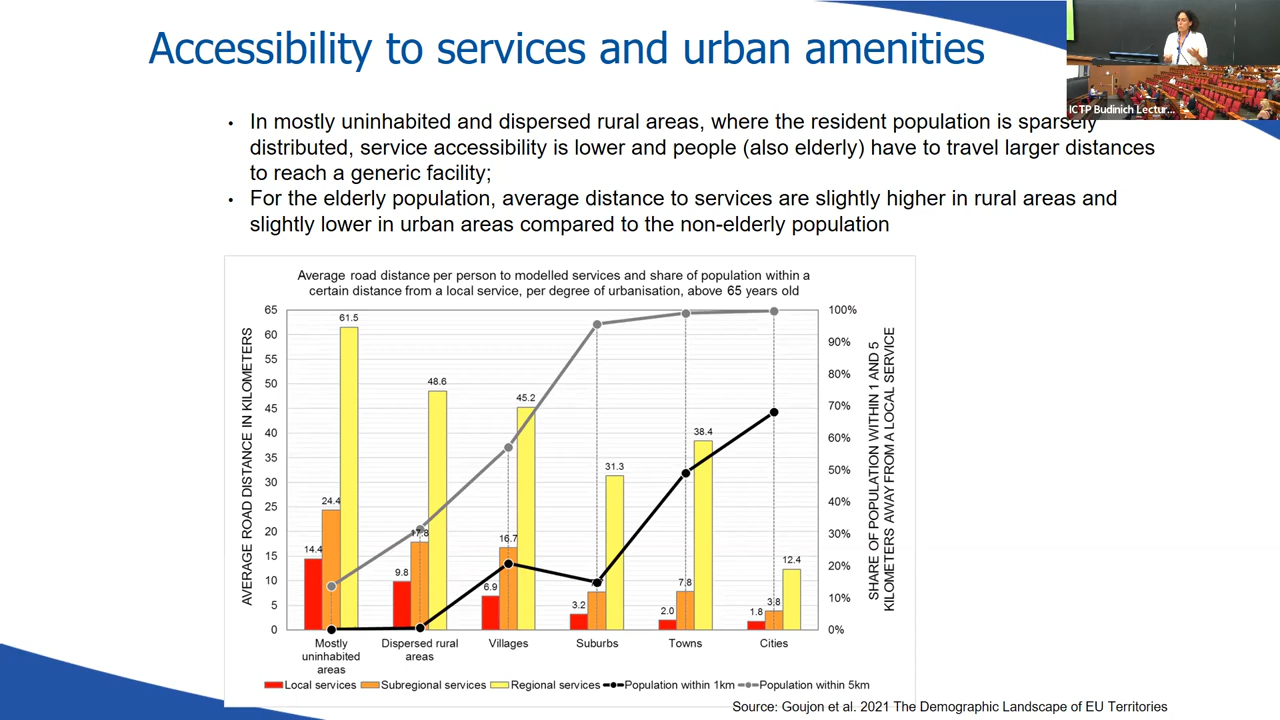 Accessibility to services and urban amenities
ICTP Budinich Lectur...
• In mostly uninhabited and dispersed rural areas, where the resident population is sparsely
distributed, service accessibility is lower and people (also elderly) have to travel larger distances
to reach a generic facility;
• For the elderly population, average distance to services are slightly higher in rural areas and
slightly lower in urban areas compared to the non-elderly population
Average road distance per person to modelled services and share of population within a
certain distance from a local service, per degree of urbanisation, above 65 years old
AVERAGE ROAD DISTANCE IN KILOMETERS
65
60
55
50
45
40
35
30
25
20
15
10
5
0
14.4
24.4
61.5
9.8
17.8
48.6
6.9
16.7
45.2
3.2
31.3
2.0
7.8
38.4
1.8
3.8
12.4
100%
90%
80%
70%
60%
50%
40%
30%
20%
10%
0%
SHARE OF POPULATION WITHIN 1 AND 5
KILOMETERS AWAY FROM A LOCAL SERVICE
Mostly
uninhabited
areas
Dispersed rural
areas
Villages
Suburbs
Towns
Cities
Local services Subregional services Regional services Population within 1km Population within 5km
Source: Goujon et al. 2021 The Demographic Landscape of EU Territories